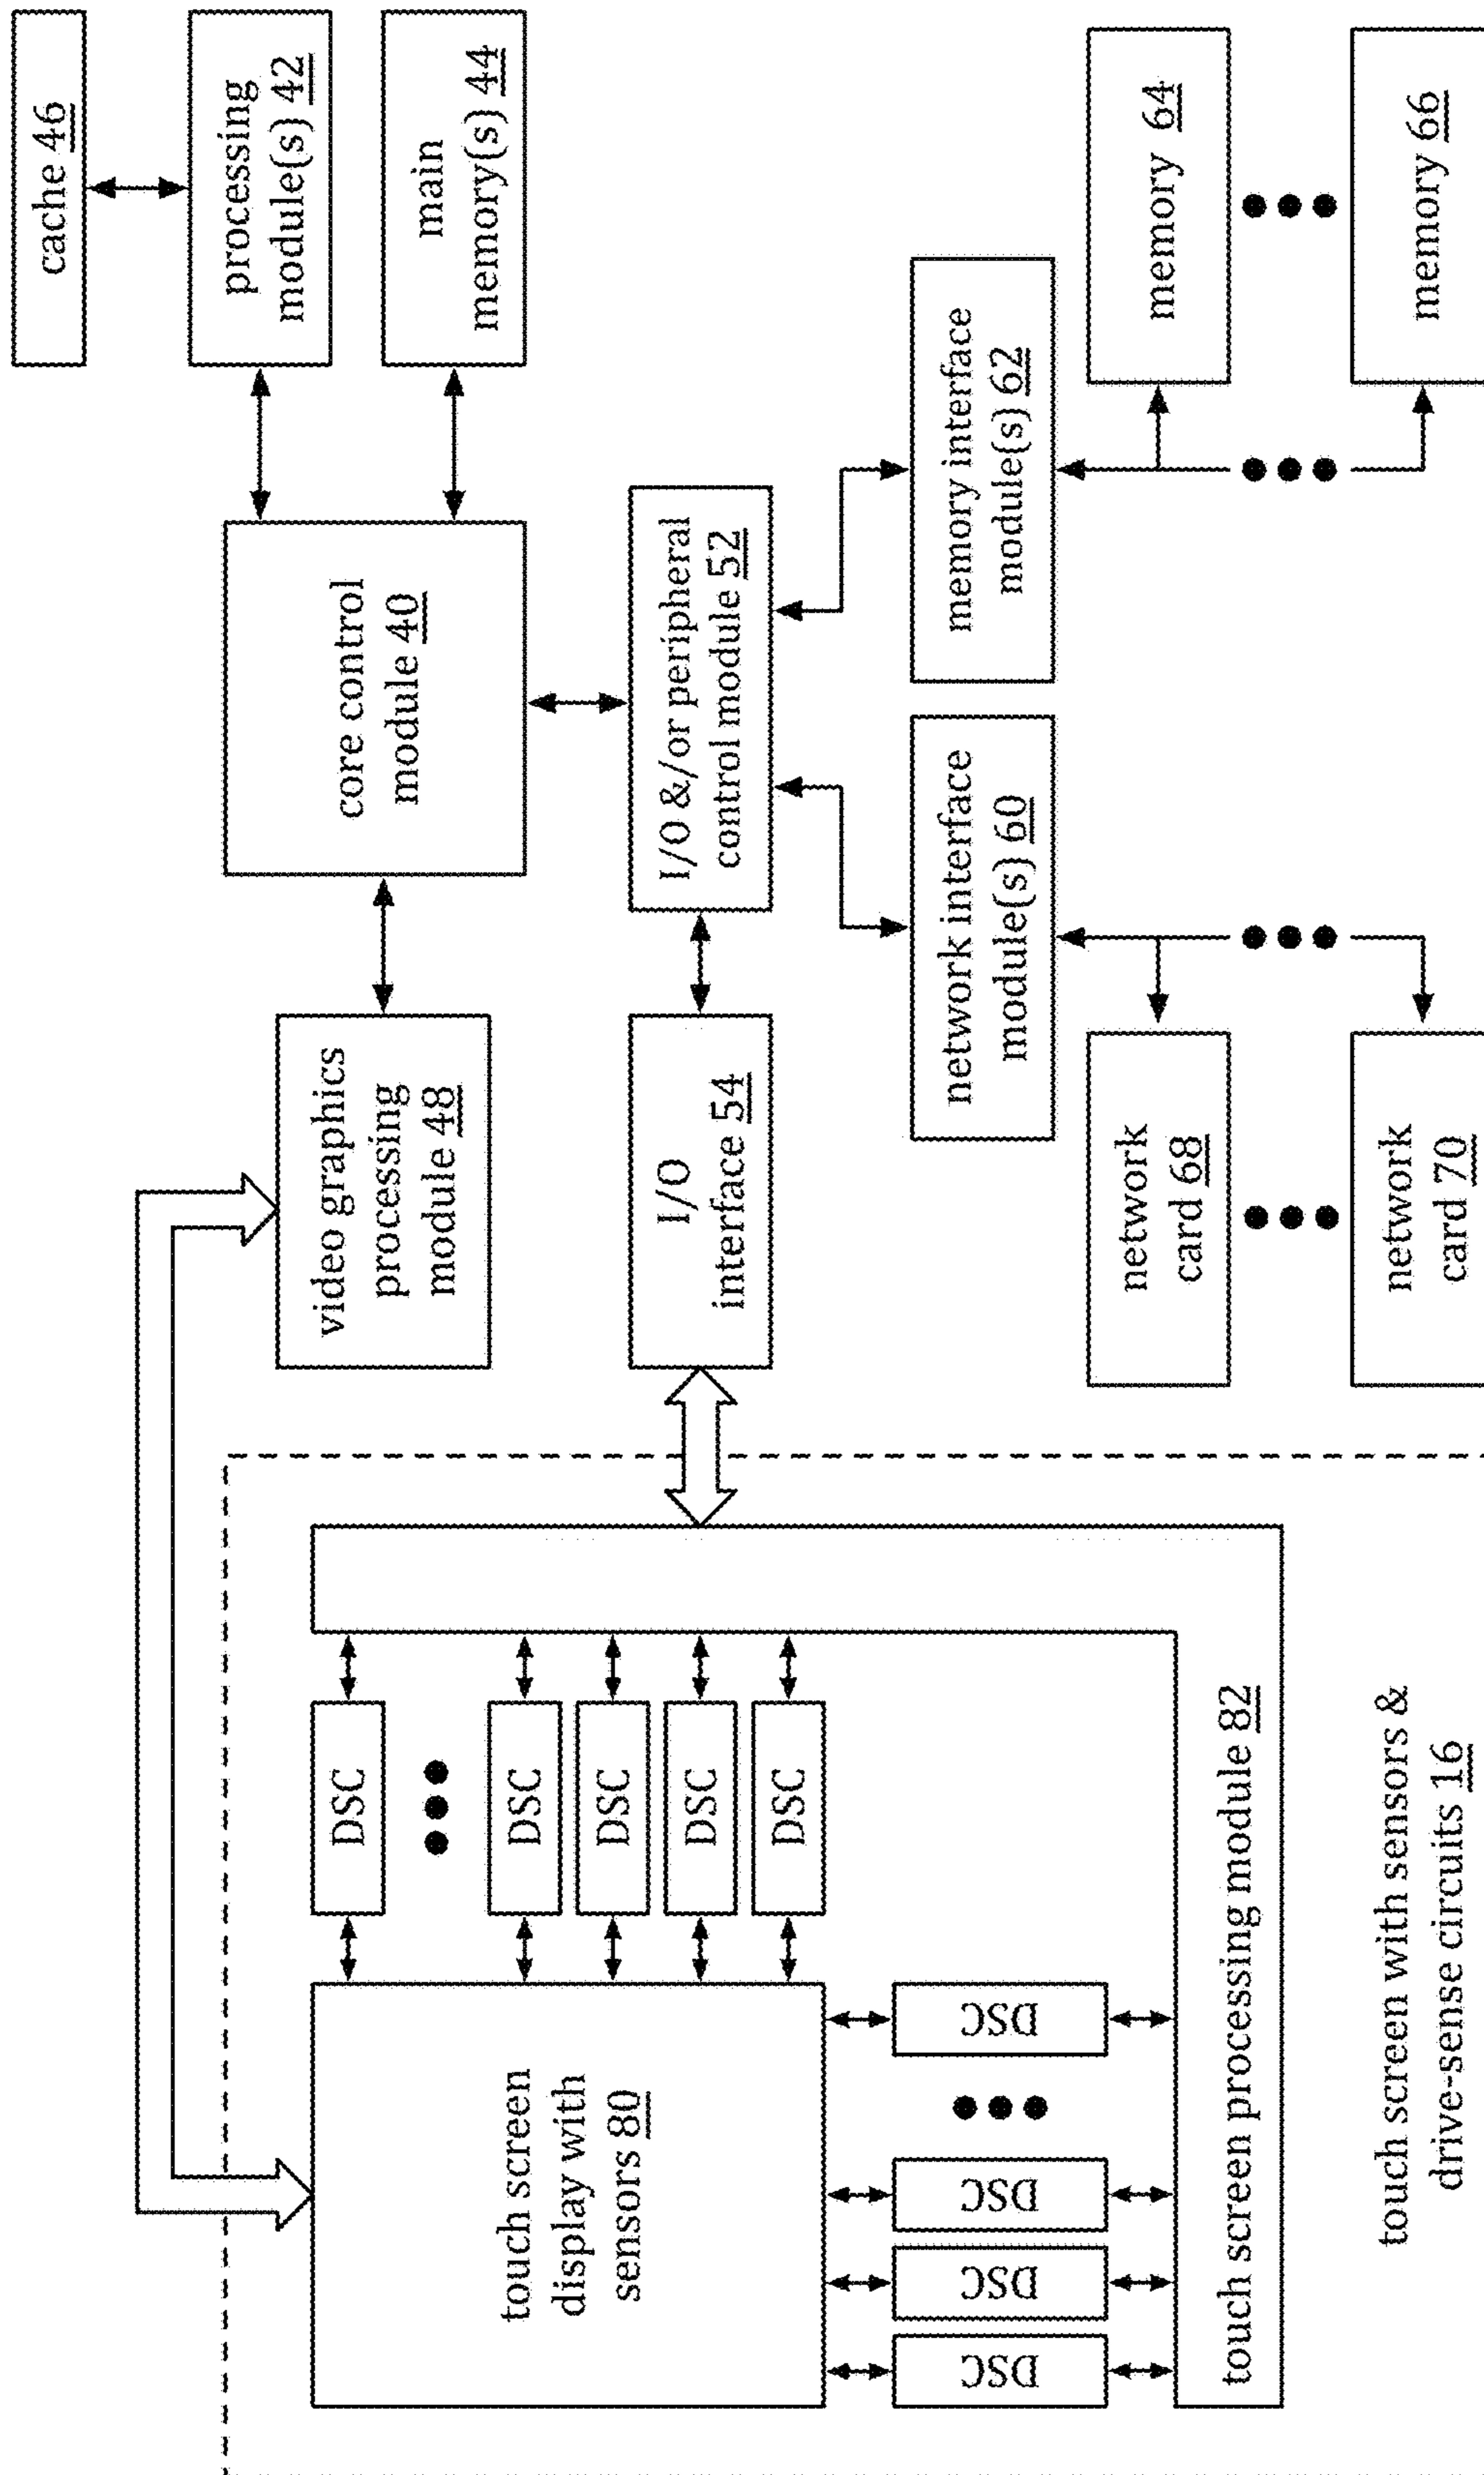 cache 46
processing
module(s) 42
main
memory(s) 44
core control
module 40
video graphics
processing
module 48
I/O &/or peripheral
control module 52
I/O
interface 54
memory interface
module(s) 62
network interface
module(s) 60
memory 64
memory 66
network
card 68
network
card 70
touch screen
display with
sensors 80
DSC
DSC
DSC
DSC
DSC
DSC
DSC
DSC
DSC
touch screen processing module 82
touch screen with sensors &
drive-sense circuits 16